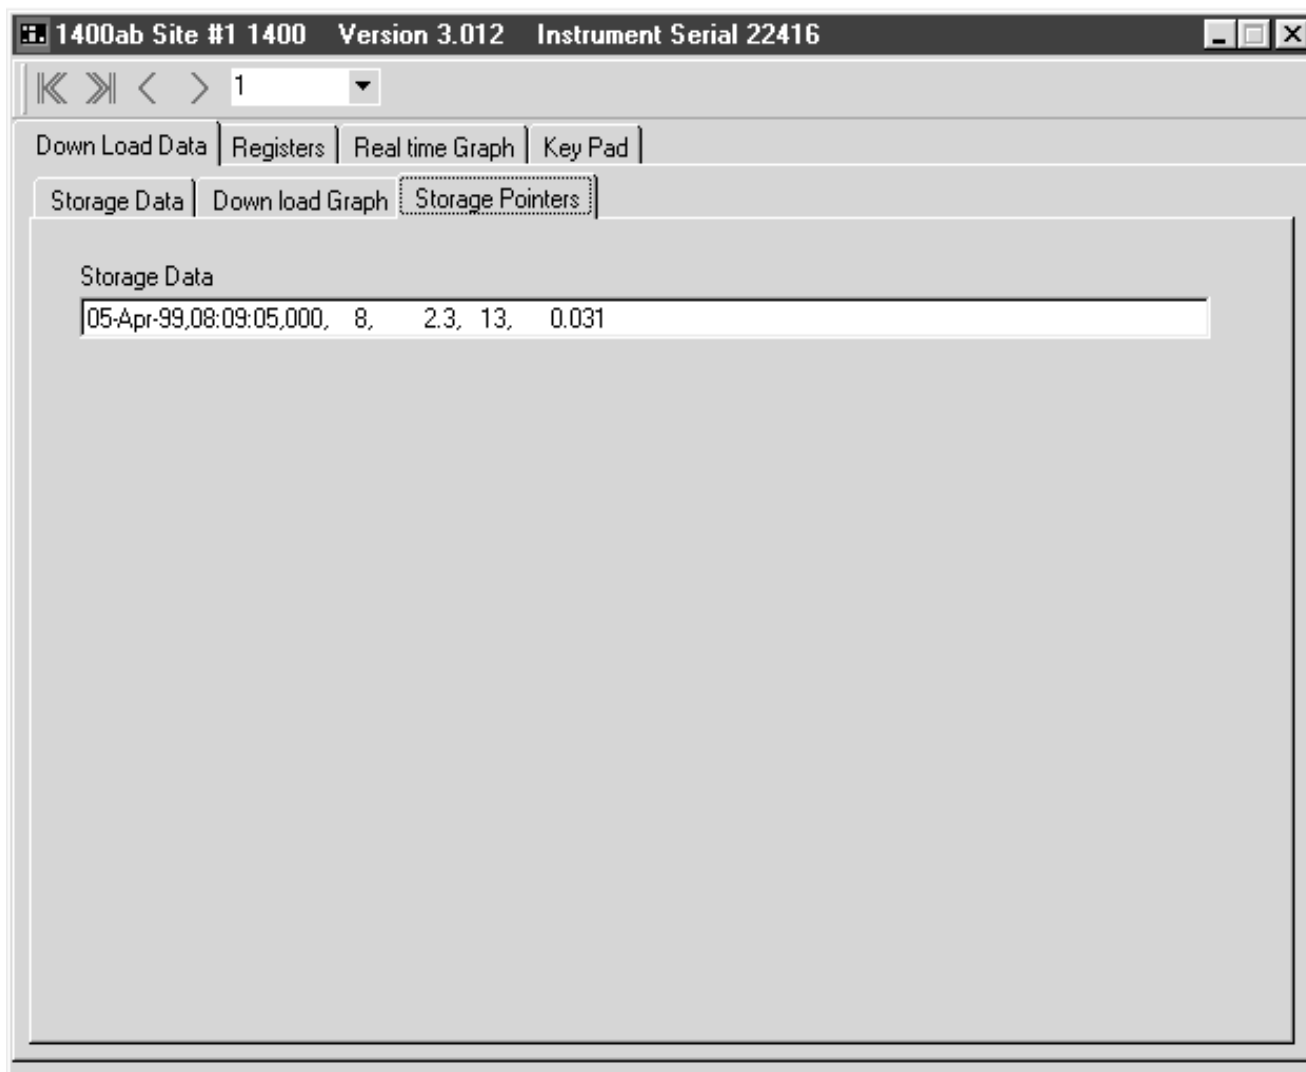 1400ab Site #1 1400 Version 3.012 Instrument Serial 22416
1
Down Load Data Registers Real time Graph Key Pad
Storage Data Down load Graph Storage Pointers
Storage Data
05-Apr-99,08:09:05,000, 8, 2.3, 13, 0.031